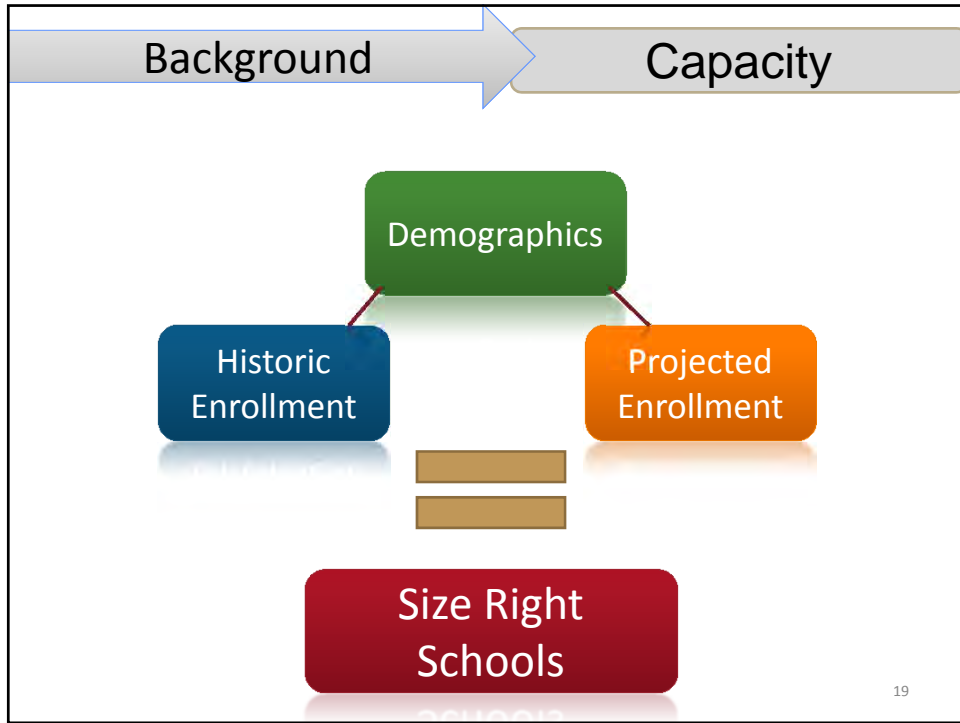 Background
Capacity
Demographics
Historic
Enrollment
Projected
Enrollment
Size Right
Schools
19